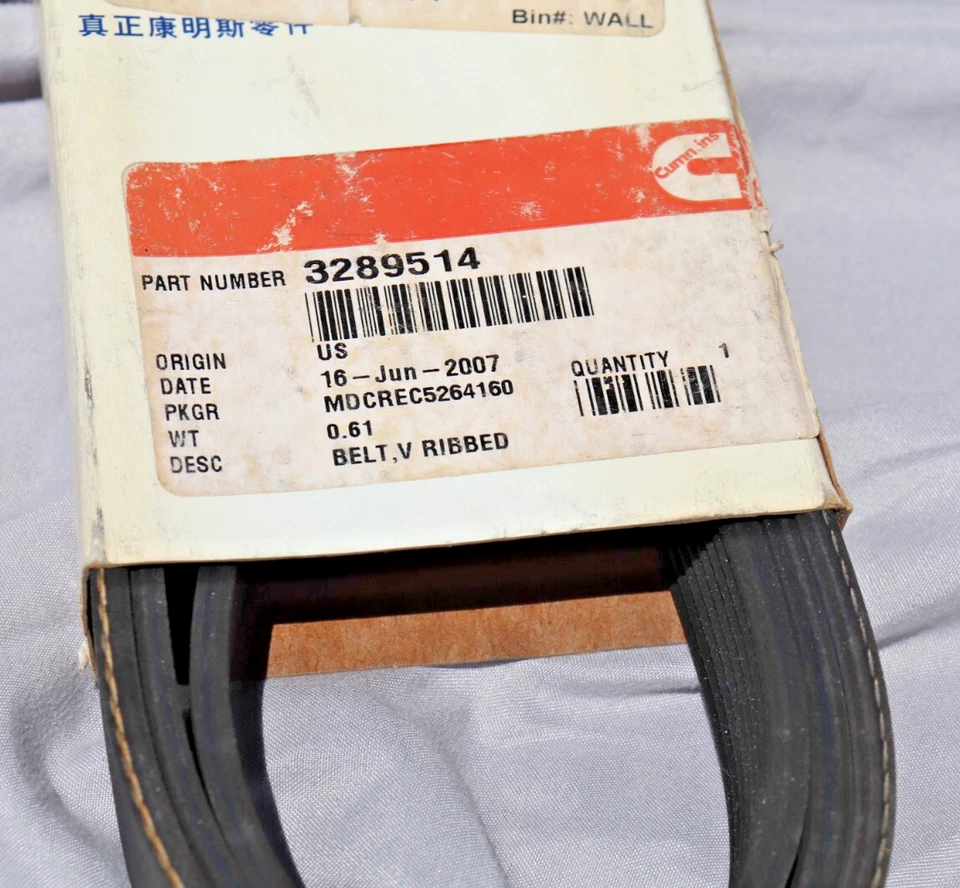 Bin#: WALL
真正康明斯零件
Cummins
PART NUMBER 3289514
ORIGIN US
DATE 16-Jun-2007
PKGR MDCREC5264160
WT 0.61
DESC BELT,V RIBBED
QUANTITY 1